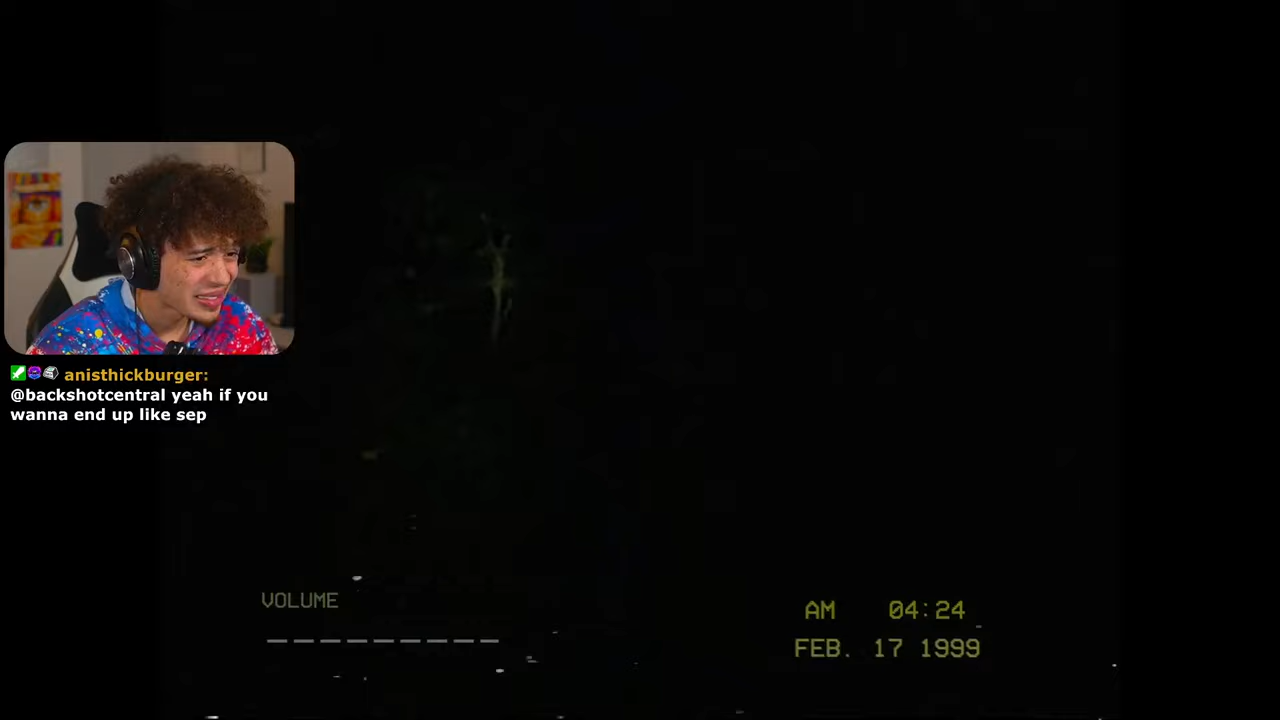 anisthickburger:
@backshotcentral yeah if you
wanna end up like sep
VOLUME
AM 04:24
FEB. 17 1999